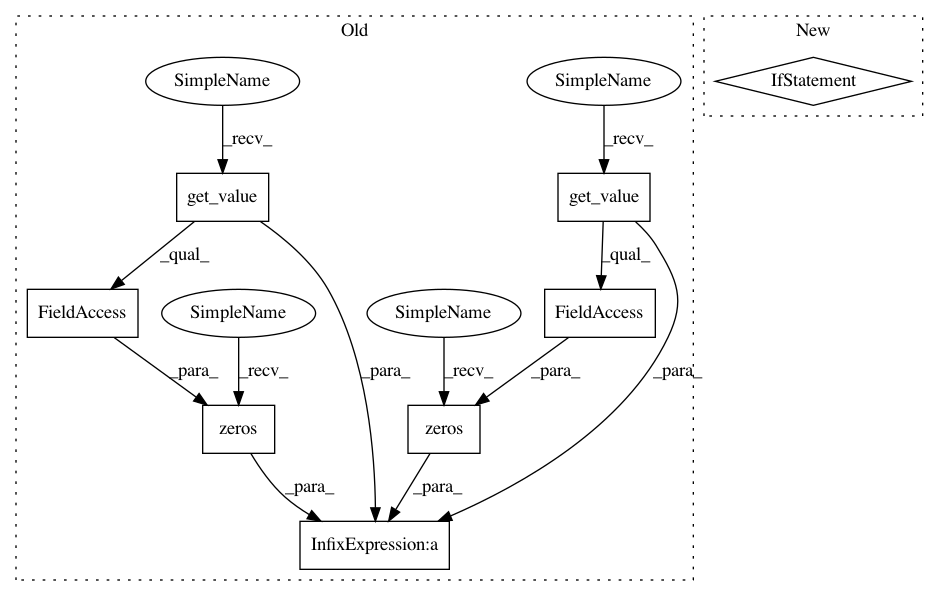 Old
New
SimpleName
SimpleName
IfStatement
_recv_
_recv_
get_value
get_value
_qual_
_qual_
FieldAccess
SimpleName
SimpleName
FieldAccess
_para_
_recv_
_para_
_recv_
_para_
_para_
zeros
zeros
_para_
_para_
InfixExpression:a